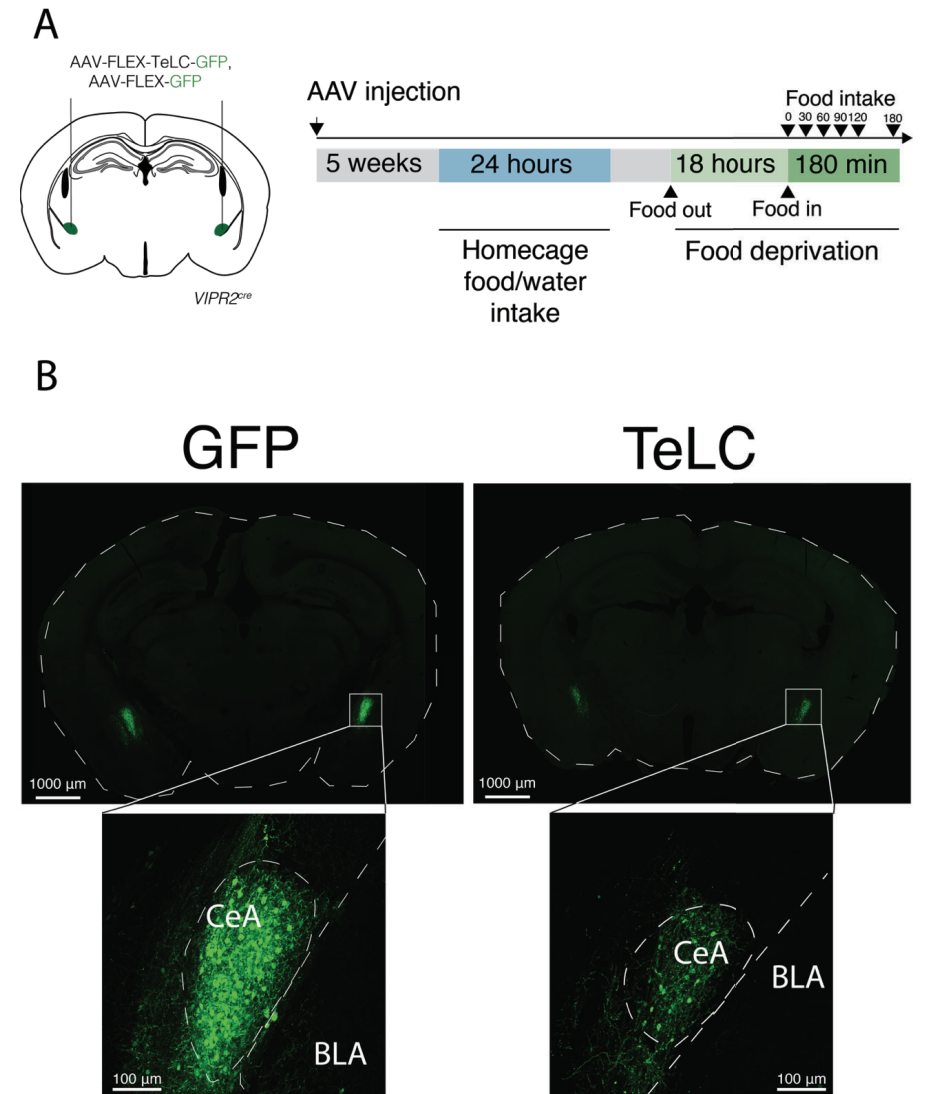 A
AAV-FLEX-TeLC-GFP,
AAV-FLEX-GFP
VIPR2cre
AAV injection
Food intake
0 30 60 90 120 180
5 weeks 24 hours 18 hours 180 min
Food out Food in
Homecage
food/water
intake
Food deprivation
B
GFP TeLC
1000 µm 1000 µm
CeA
BLA
100 µm
CeA
BLA
100 µm